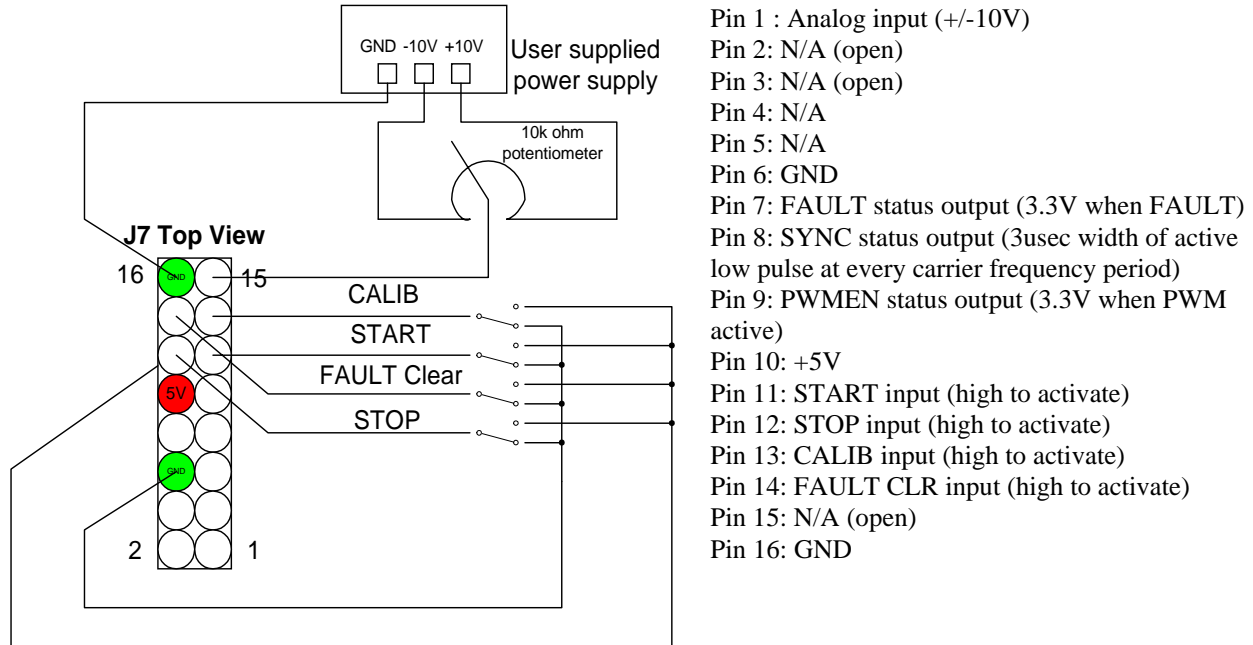 GND -10V +10V
User supplied
power supply
10k ohm
potentiometer
J7 Top View
16
GND
15
CALIB
START
FAULT Clear
5V
STOP
GND
2
1
Pin 1 : Analog input (+/-10V)
Pin 2: N/A (open)
Pin 3: N/A (open)
Pin 4: N/A
Pin 5: N/A
Pin 6: GND
Pin 7: FAULT status output (3.3V when FAULT)
Pin 8: SYNC status output (3usec width of active
low pulse at every carrier frequency period)
Pin 9: PWMEN status output (3.3V when PWM
active)
Pin 10: +5V
Pin 11: START input (high to activate)
Pin 12: STOP input (high to activate)
Pin 13: CALIB input (high to activate)
Pin 14: FAULT CLR input (high to activate)
Pin 15: N/A (open)
Pin 16: GND